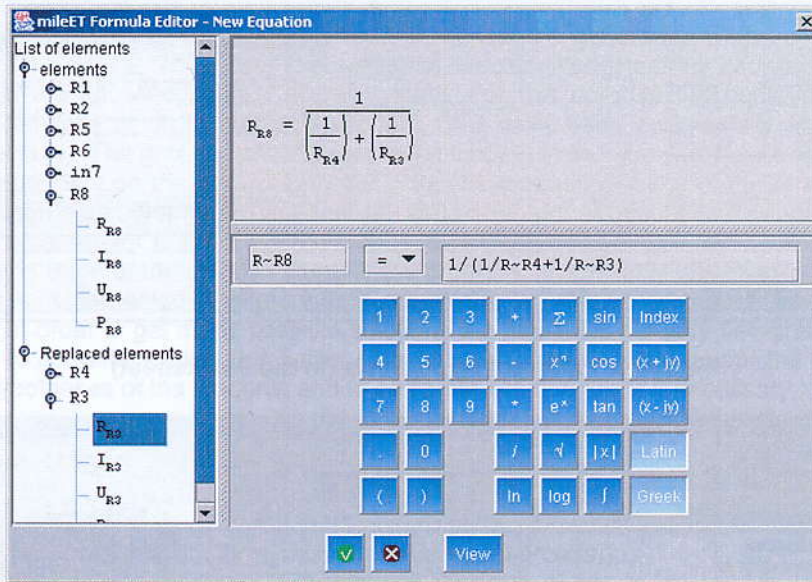 mileET Formula Editor - New Equation
List of elements
elements
R1
R2
R5
R6
in7
R8
R_R8
I_R8
U_R8
P_R8
Replaced elements
R4
R3
R_R3
I_R3
U_R3
R_R8 = 1 / ((1/R_R4) + (1/R_R3))
R~R8 = 1/(1/R~R4+1/R~R3)
1 2 3 + Σ sin Index
4 5 6 - xⁿ cos (x + jy)
7 8 9 * eˣ tan (x - jy)
. 0 / √ |x| Latin
( ) ln log ∫ Greek
View